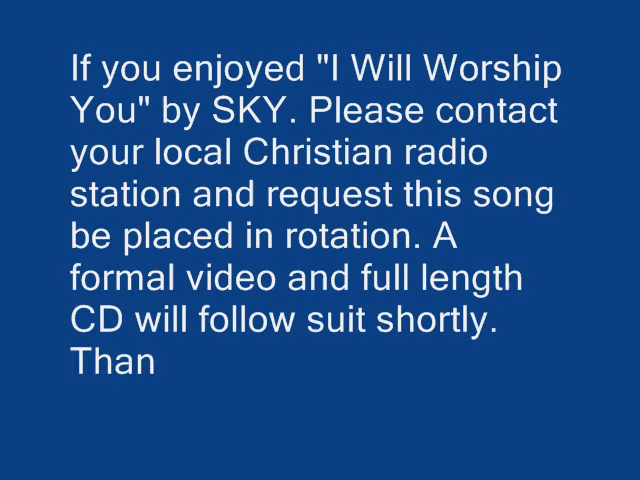 If you enjoyed "I Will Worship
You" by SKY. Please contact
your local Christian radio
station and request this song
be placed in rotation. A
formal video and full length
CD will follow suit shortly.
Than